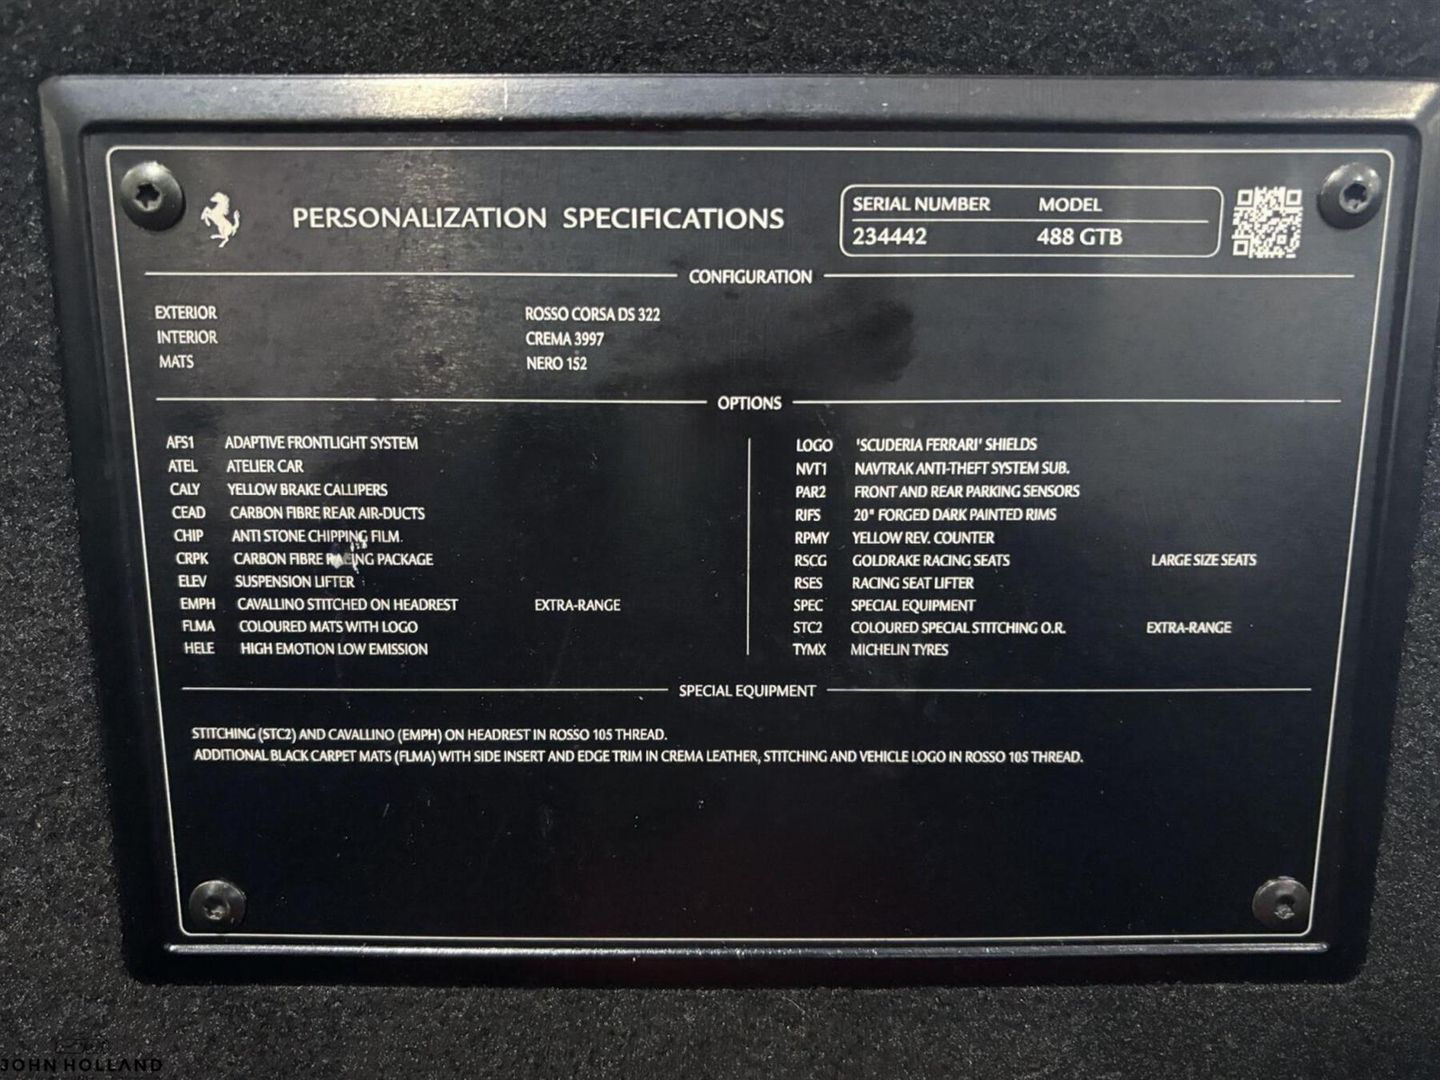 PERSONALIZATION SPECIFICATIONS
SERIAL NUMBER MODEL
234442 488 GTB
CONFIGURATION
EXTERIOR ROSSO CORSA DS 322
INTERIOR CREMA 3997
MATS NERO 152
OPTIONS
AFS1 ADAPTIVE FRONTLIGHT SYSTEM
ATEL ATELIER CAR
CALY YELLOW BRAKE CALLIPERS
CEAD CARBON FIBRE REAR AIR-DUCTS
CHIP ANTI STONE CHIPPING FILM.
CRPK CARBON FIBRE RACING PACKAGE
ELEV SUSPENSION LIFTER
EMPH CAVALLINO STITCHED ON HEADREST EXTRA-RANGE
FLMA COLOURED MATS WITH LOGO
HELE HIGH EMOTION LOW EMISSION
LOGO 'SCUDERIA FERRARI' SHIELDS
NVT1 NAVTRAK ANTI-THEFT SYSTEM SUB.
PAR2 FRONT AND REAR PARKING SENSORS
RIFS 20" FORGED DARK PAINTED RIMS
RPMY YELLOW REV. COUNTER
RSCG GOLDRAKE RACING SEATS LARGE SIZE SEATS
RSES RACING SEAT LIFTER
SPEC SPECIAL EQUIPMENT
STC2 COLOURED SPECIAL STITCHING O.R. EXTRA-RANGE
TYMX MICHELIN TYRES
SPECIAL EQUIPMENT
STITCHING (STC2) AND CAVALLINO (EMPH) ON HEADREST IN ROSSO 105 THREAD.
ADDITIONAL BLACK CARPET MATS (FLMA) WITH SIDE INSERT AND EDGE TRIM IN CREMA LEATHER, STITCHING AND VEHICLE LOGO IN ROSSO 105 THREAD.
JOHN HOLLAND